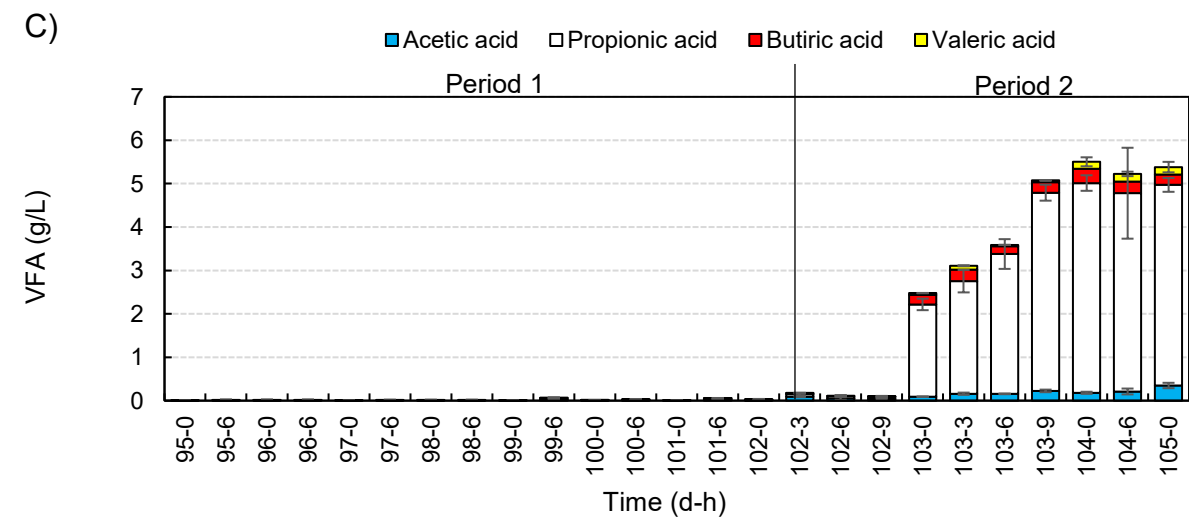 C)
Acetic acid Propionic acid Butiric acid Valeric acid
Period 1 Period 2
7
6
5
4
3
2
1
0
VFA (g/L)
95-0 95-6 96-0 96-6 97-0 97-6 98-0 98-6 99-0 99-6 100-0 100-6 101-0 101-6 102-0 102-3 102-6 102-9 103-0 103-3 103-6 103-9 104-0 104-6 105-0
Time (d-h)